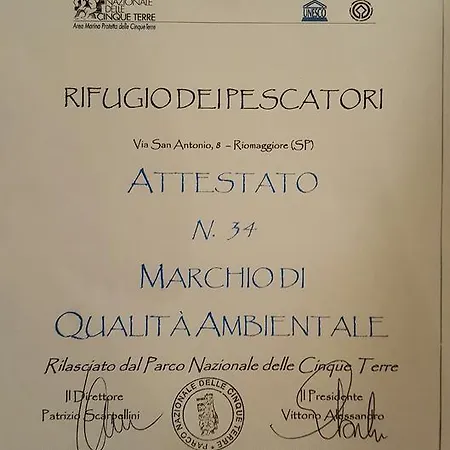 NAZIONALE
DELLE
CINQUE TERRE
Area Marina Protetta delle Cinque terre
UNESCO
RIFUGIO DEI PESCATORI
Via San Antonio, 8 – Riomaggiore (SP)
ATTESTATO
N. 34
MARCHIO DI
QUALITÀ AMBIENTALE
Rilasciato dal Parco Nazionale delle Cinque Terre
Il Direttore Il Presidente
Patrizio Scarpellini Vittorio Alessandro
PARCO NAZIONALE DELLE CINQUE TERRE